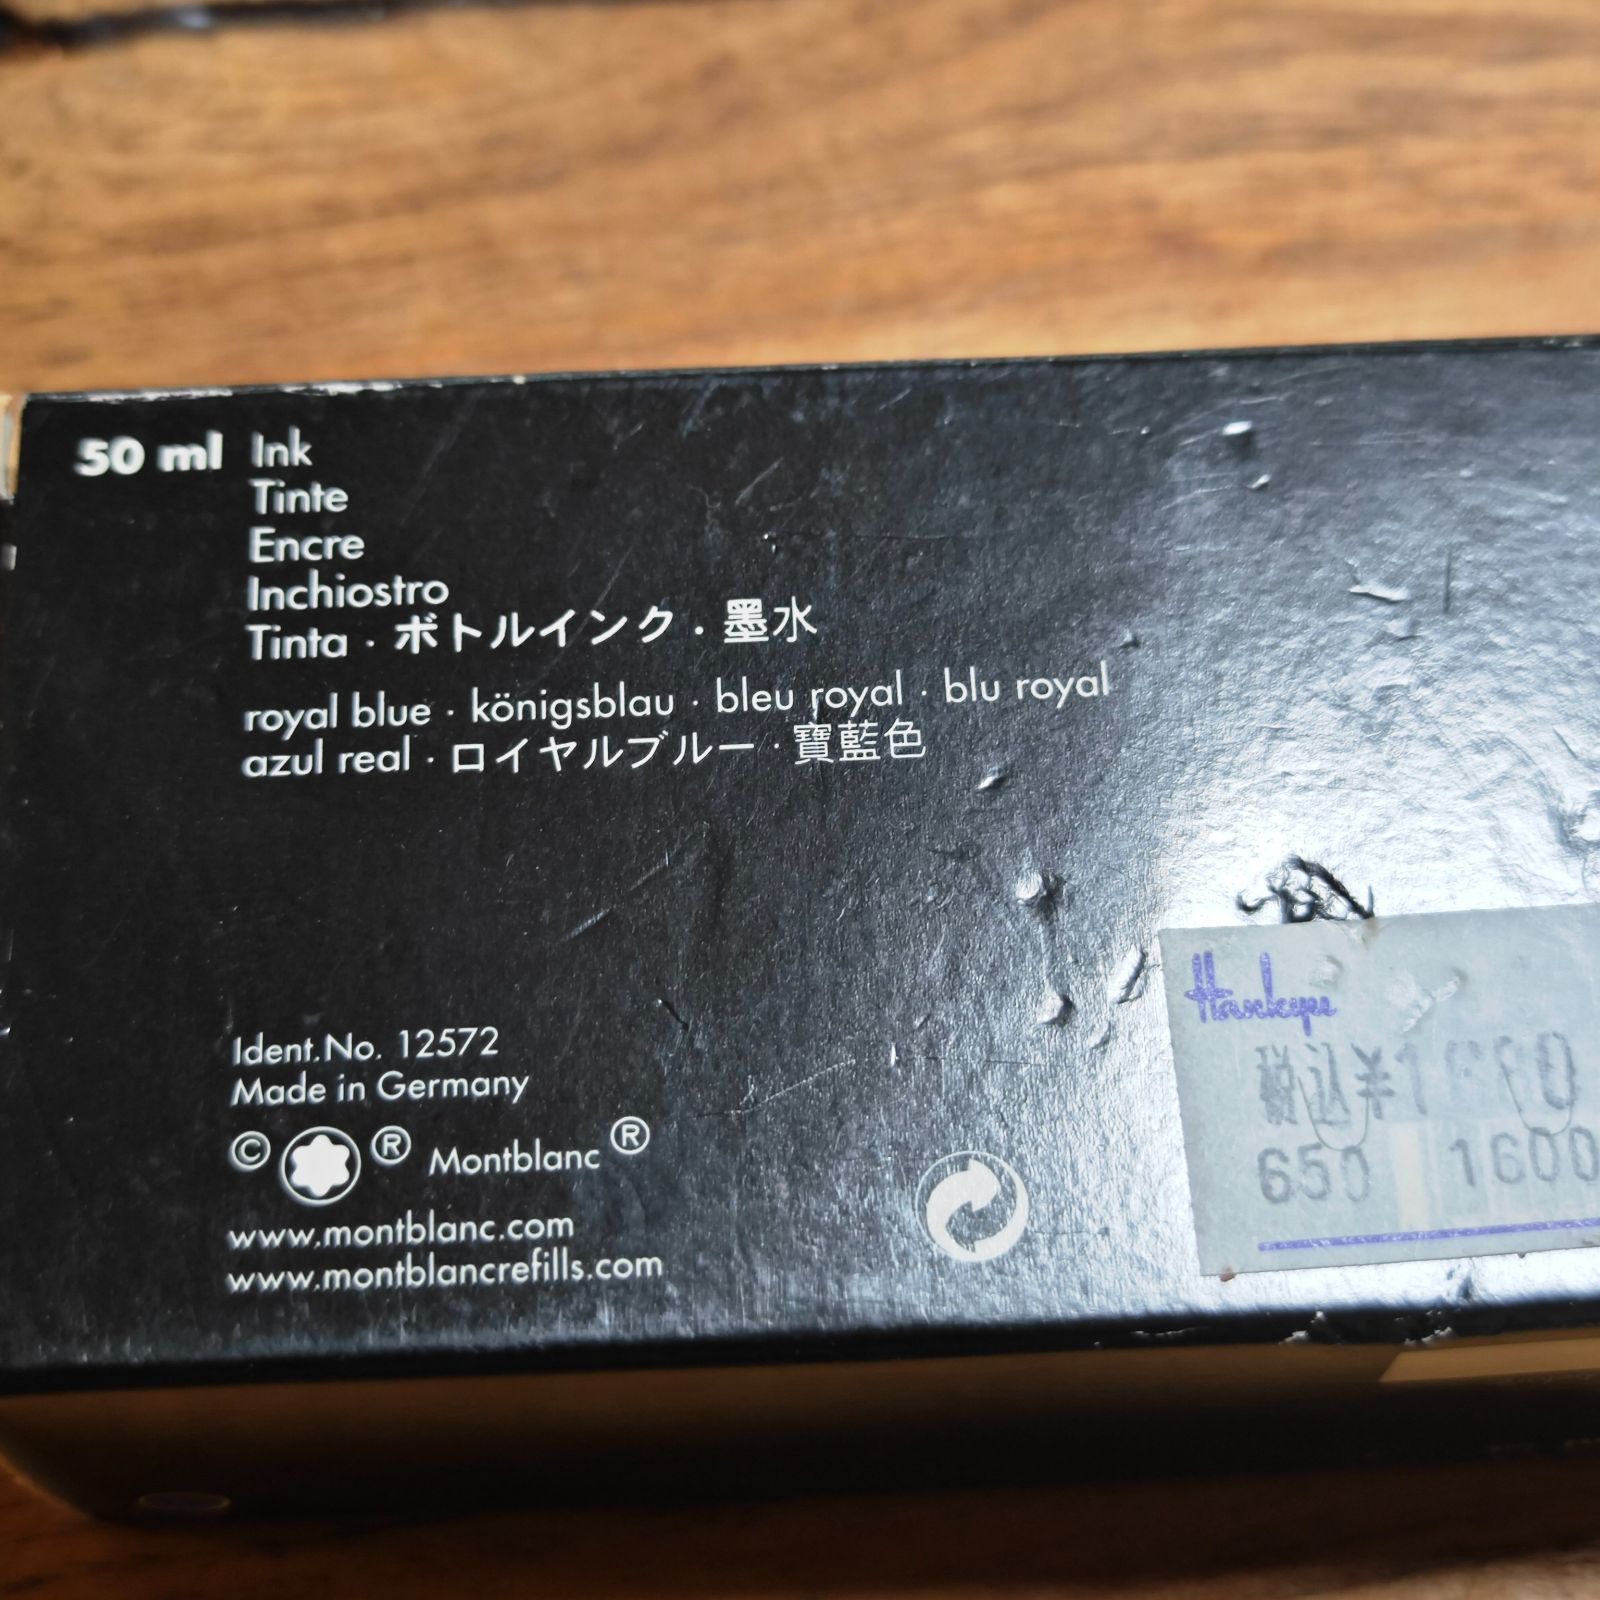 50 ml Ink
Tinte
Encre
Inchiostro
Tinta · ボトルインク · 墨水
royal blue · königsblau · bleu royal · blu royal
azul real · ロイヤルブルー · 寶藍色
Ident.No. 12572
Made in Germany
© ® Montblanc ®
www.montblanc.com
www.montblancrefills.com
Hankyu
税込¥
650 1600